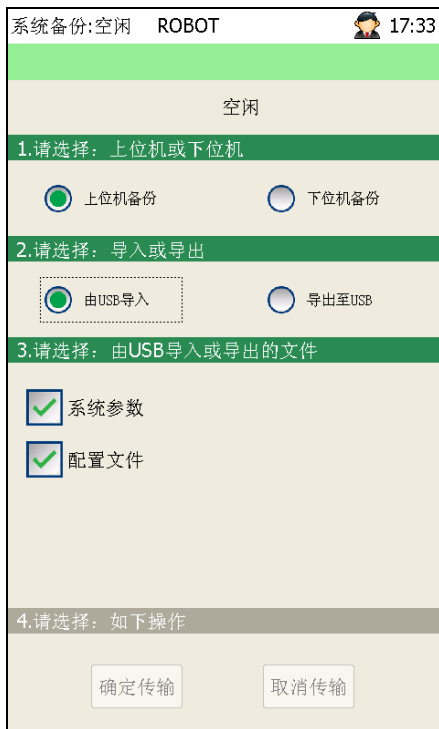 系统备份:空闲 ROBOT 17:33
空闲
1.请选择：上位机或下位机
上位机备份 下位机备份
2.请选择：导入或导出
由USB导入 导出至USB
3.请选择：由USB导入或导出的文件
系统参数
配置文件
4.请选择：如下操作
确定传输 取消传输